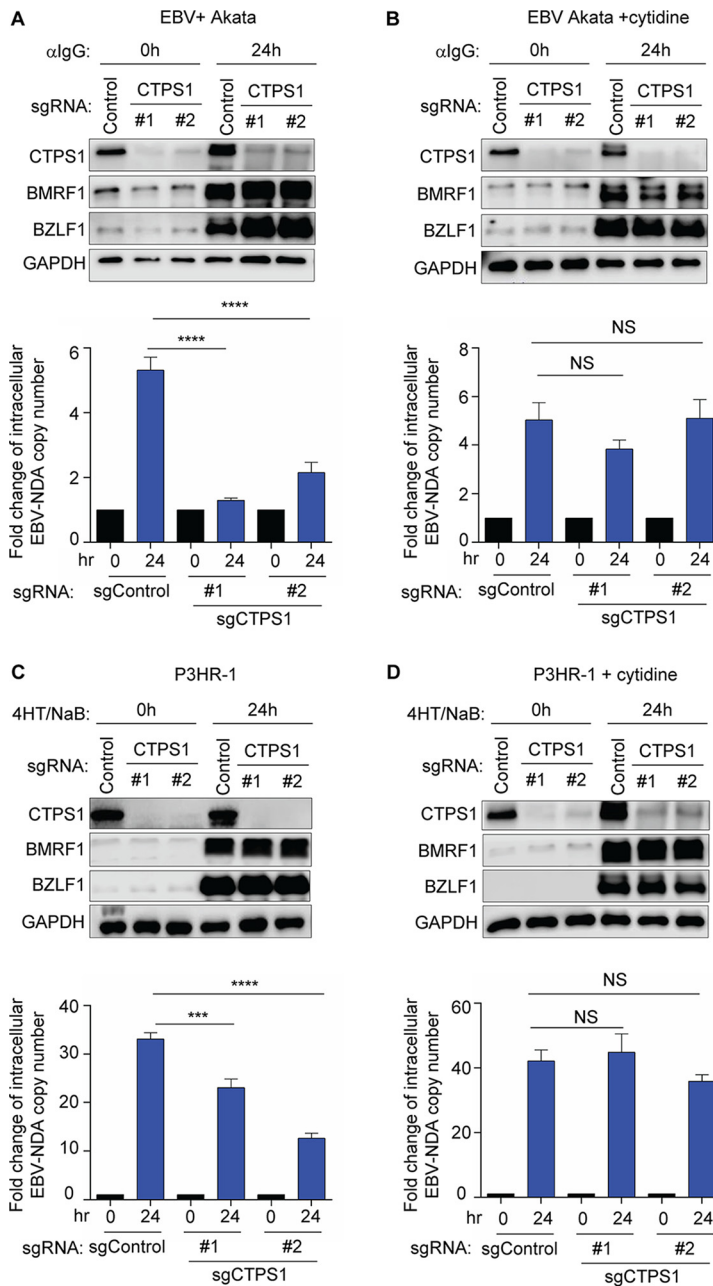 A
EBV+ Akata
αIgG: 0h 24h
sgRNA: Control CTPS1 Control CTPS1
#1 #2 #1 #2
CTPS1
BMRF1
BZLF1
GAPDH
Fold change of intracellular
EBV-NDA copy number
6
4
2
0
****
****
hr 0 24 0 24 0 24
sgRNA: sgControl #1 #2
sgCTPS1
B
EBV Akata +cytidine
αIgG: 0h 24h
sgRNA: Control CTPS1 Control CTPS1
#1 #2 #1 #2
CTPS1
BMRF1
BZLF1
GAPDH
Fold change of intracellular
EBV-NDA copy number
8
6
4
2
0
NS
NS
hr 0 24 0 24 0 24
sgRNA: sgControl #1 #2
sgCTPS1
C
P3HR-1
4HT/NaB: 0h 24h
sgRNA: Control CTPS1 Control CTPS1
#1 #2 #1 #2
CTPS1
BMRF1
BZLF1
GAPDH
Fold change of intracellular
EBV-NDA copy number
30
20
10
0
****
***
hr 0 24 0 24 0 24
sgRNA: sgControl #1 #2
sgCTPS1
D
P3HR-1 + cytidine
4HT/NaB: 0h 24h
sgRNA: Control CTPS1 Control CTPS1
#1 #2 #1 #2
CTPS1
BMRF1
BZLF1
GAPDH
Fold change of intracellular
EBV-NDA copy number
60
40
20
0
NS
NS
hr 0 24 0 24 0 24
sgRNA: sgControl #1 #2
sgCTPS1